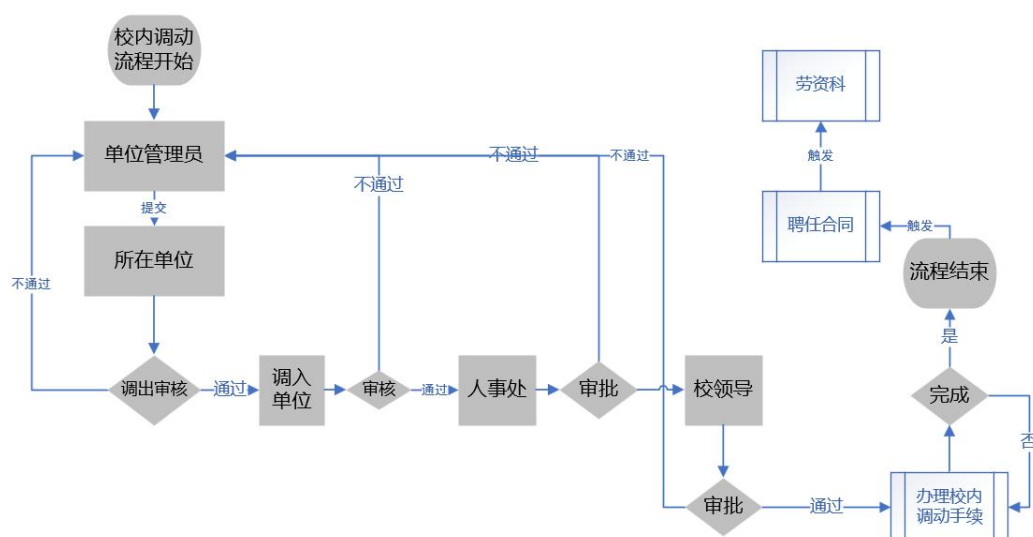 校内调动
流程开始
单位管理员
提交
所在单位
不通过
调出审核
通过
调入
单位
审核
不通过
通过
人事处
审批
不通过
校领导
不通过
审批
通过
办理校内
调动手续
完成
否
是
流程结束
触发
聘任合同
触发
劳资科